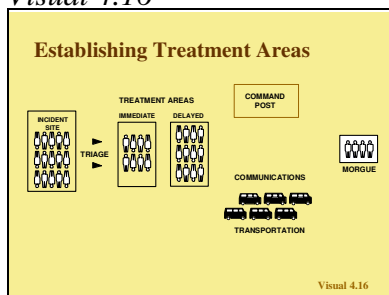 Visual 4.16
Establishing Treatment Areas
TREATMENT AREAS
IMMEDIATE DELAYED
COMMAND
POST
INCIDENT
SITE
TRIAGE
MORGUE
COMMUNICATIONS
TRANSPORTATION
Visual 4.16